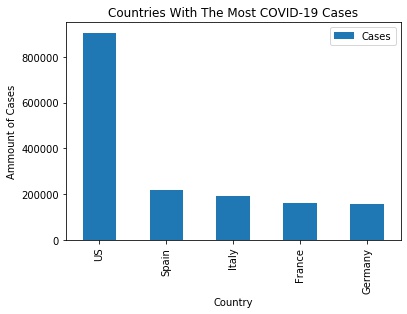 Countries With The Most COVID-19 Cases
Cases
Ammount of Cases
800000
600000
400000
200000
0
US
Spain
Italy
France
Germany
Country